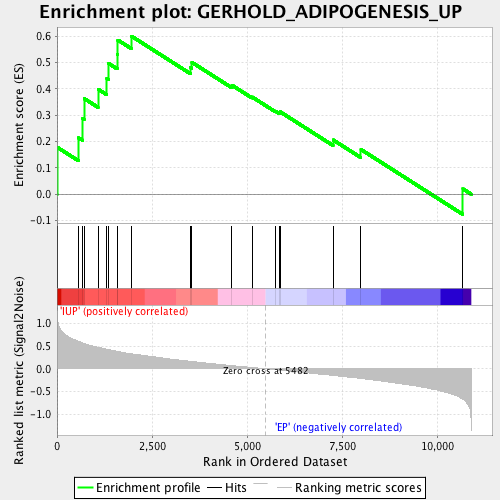 Enrichment plot: GERHOLD_ADIPOGENESIS_UP
Enrichment score (ES)
0.6
0.5
0.4
0.3
0.2
0.1
0.0
-0.1
'IUP' (positively correlated)
Ranked list metric (Signal2Noise)
1.0
0.5
0.0
-0.5
-1.0
Zero cross at 5482
'EP' (negatively correlated)
0 2,500 5,000 7,500 10,000
Rank in Ordered Dataset
Enrichment profile Hits Ranking metric scores